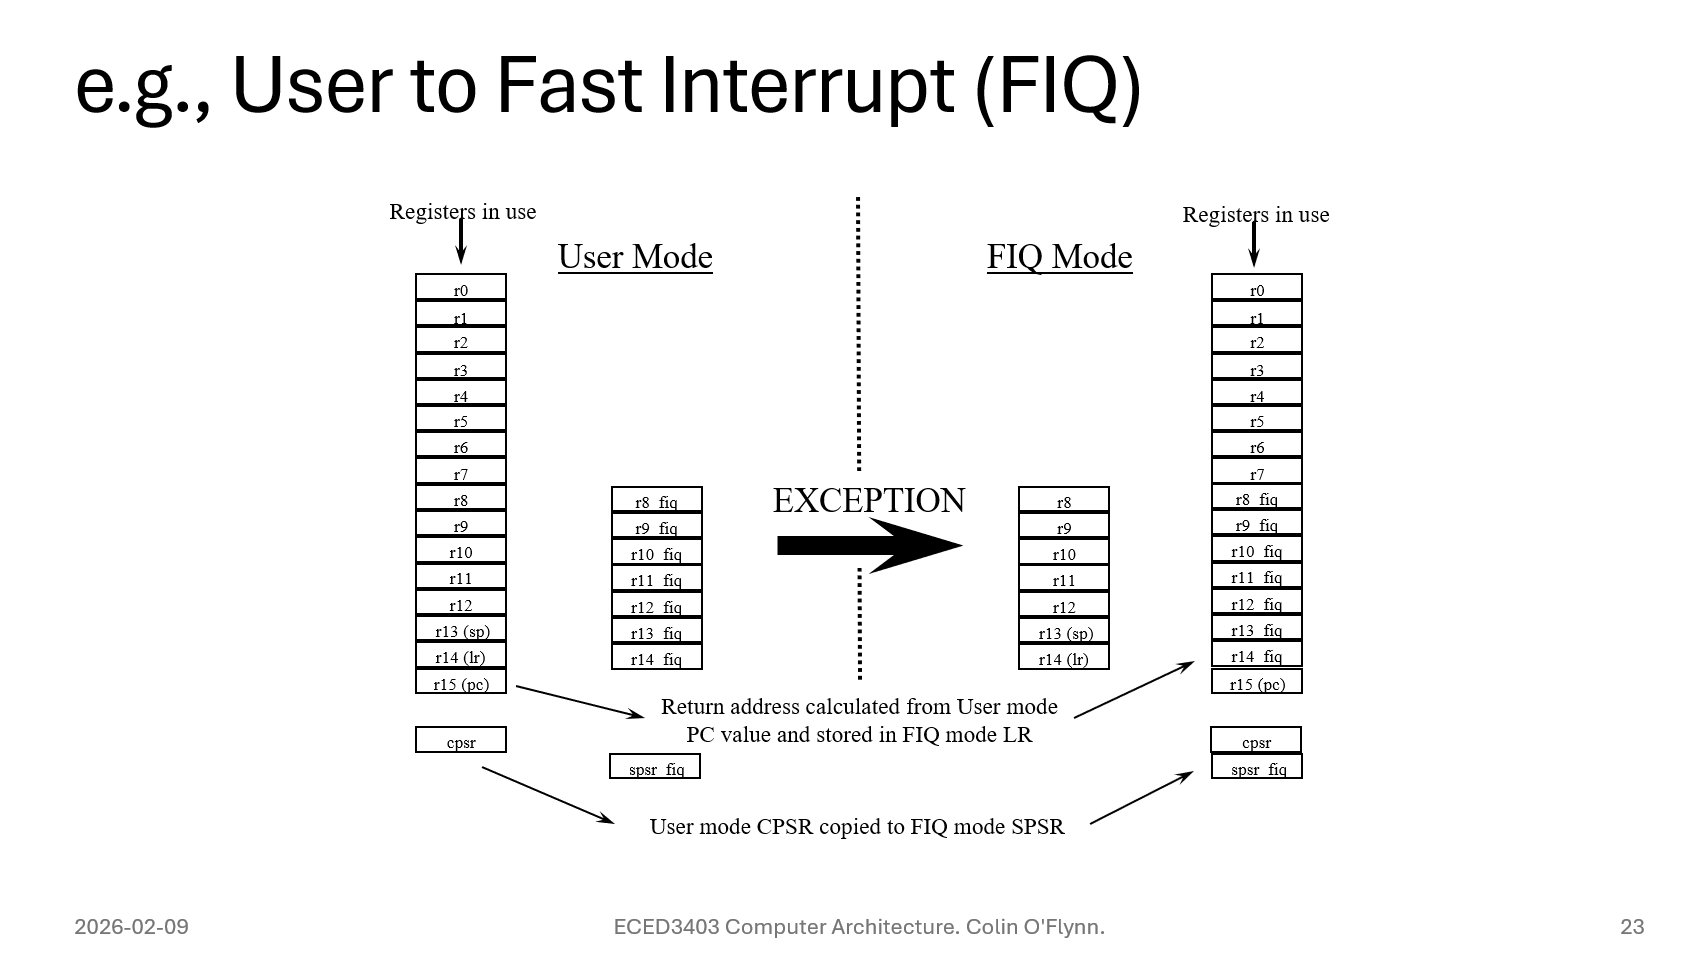 e.g., User to Fast Interrupt (FIQ)
Registers in use
Registers in use
User Mode
FIQ Mode
r0
r1
r2
r3
r4
r5
r6
r7
r8
r9
r10
r11
r12
r13 (sp)
r14 (lr)
r15 (pc)
cpsr
r8_fiq
r9_fiq
r10_fiq
r11_fiq
r12_fiq
r13_fiq
r14_fiq
spsr_fiq
EXCEPTION
Return address calculated from User mode
PC value and stored in FIQ mode LR
User mode CPSR copied to FIQ mode SPSR
r8
r9
r10
r11
r12
r13 (sp)
r14 (lr)
r0
r1
r2
r3
r4
r5
r6
r7
r8_fiq
r9_fiq
r10_fiq
r11_fiq
r12_fiq
r13_fiq
r14_fiq
r15 (pc)
cpsr
spsr_fiq
2026-02-09
ECED3403 Computer Architecture. Colin O'Flynn.
23